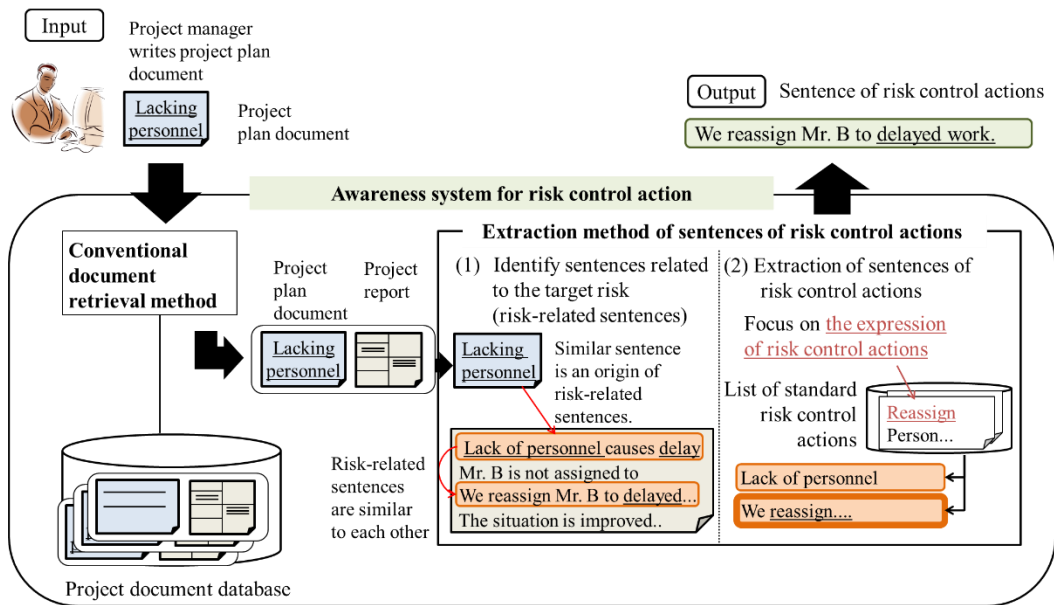 Input
Project manager
writes project plan
document
Lacking
personnel
Project
plan document
Output
Sentence of risk control actions
We reassign Mr. B to delayed work.
Awareness system for risk control action
Conventional
document
retrieval method
Project
plan
document
Project
report
Lacking
personnel
Project document database
Extraction method of sentences of risk control actions
(1) Identify sentences related
to the target risk
(risk-related sentences)
Lacking
personnel
Similar sentence
is an origin of
risk-related
sentences.
Risk-related
sentences
are similar
to each other
Lack of personnel causes delay
Mr. B is not assigned to
We reassign Mr. B to delayed...
The situation is improved..
(2) Extraction of sentences of
risk control actions
Focus on the expression
of risk control actions
List of standard
risk control
actions
Reassign
Person...
Lack of personnel
We reassign....